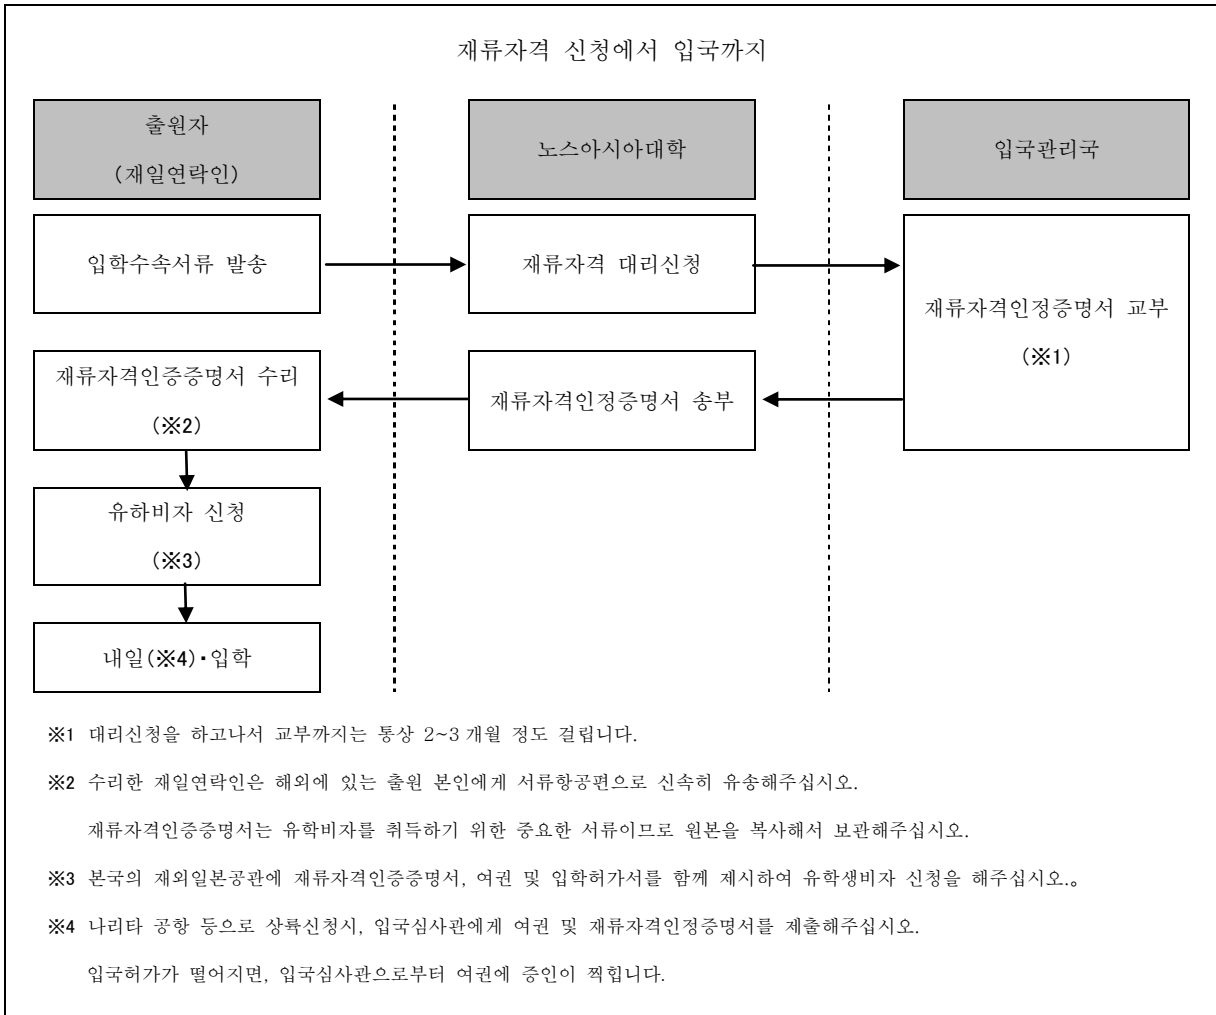 재류자격 신청에서 입국까지
출원자
(재일연락인)
노스아시아대학
입국관리국
입학수속서류 발송
재류자격 대리신청
재류자격인정증명서 교부
(※1)
재류자격인증증명서 수리
(※2)
재류자격인정증명서 송부
유하비자 신청
(※3)
내일(※4)・입학
※1 대리신청을 하고나서 교부까지는 통상 2~3 개월 정도 걸립니다.
※2 수리한 재일연락인은 해외에 있는 출원 본인에게 서류항공편으로 신속히 유송해주십시오.
재류자격인증증명서는 유학비자를 취득하기 위한 중요한 서류이므로 원본을 복사해서 보관해주십시오.
※3 본국의 재외일본공관에 재류자격인증증명서, 여권 및 입학허가서를 함께 제시하여 유학생비자 신청을 해주십시오.。
※4 나리타 공항 등으로 상륙신청시, 입국심사관에게 여권 및 재류자격인정증명서를 제출해주십시오.
입국허가가 떨어지면, 입국심사관으로부터 여권에 증인이 찍힙니다.